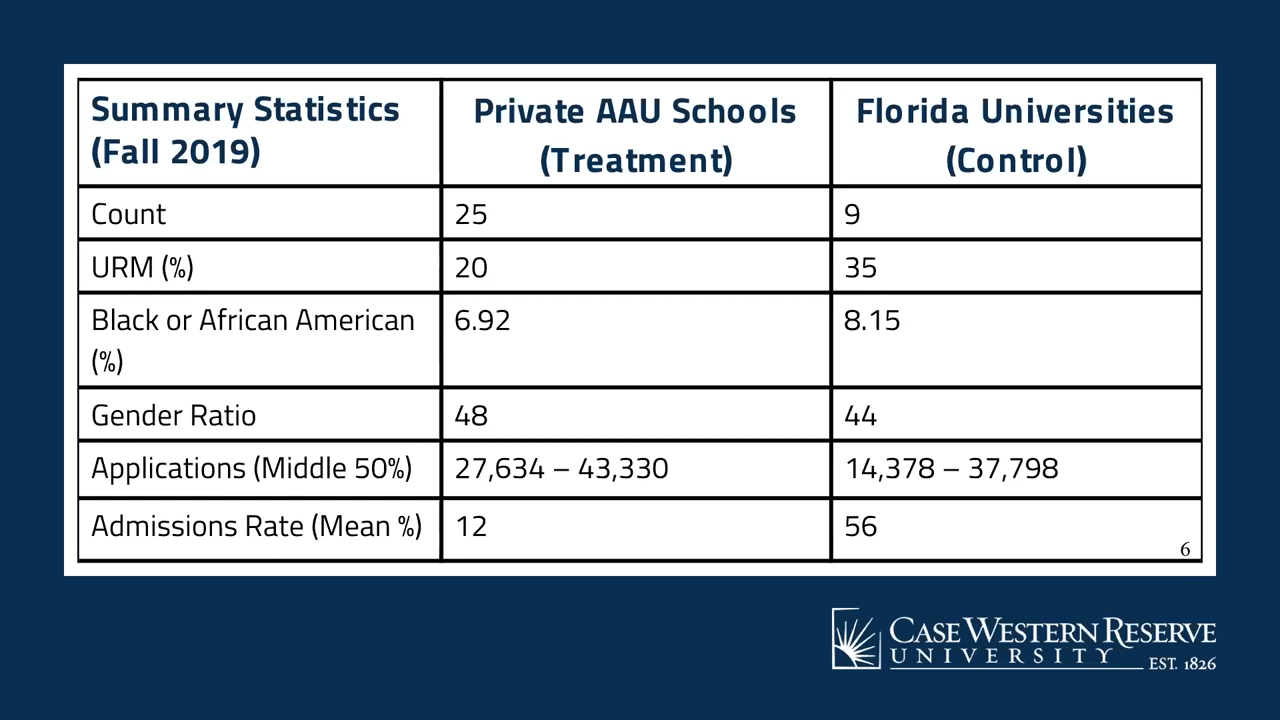 Summary Statistics
(Fall 2019)
Private AAU Schools
(Treatment)
Florida Universities
(Control)
Count
25
9
URM (%)
20
35
Black or African American
(%)
6.92
8.15
Gender Ratio
48
44
Applications (Middle 50%)
27,634 – 43,330
14,378 – 37,798
Admissions Rate (Mean %)
12
56
6
CASE WESTERN RESERVE
UNIVERSITY
EST. 1826